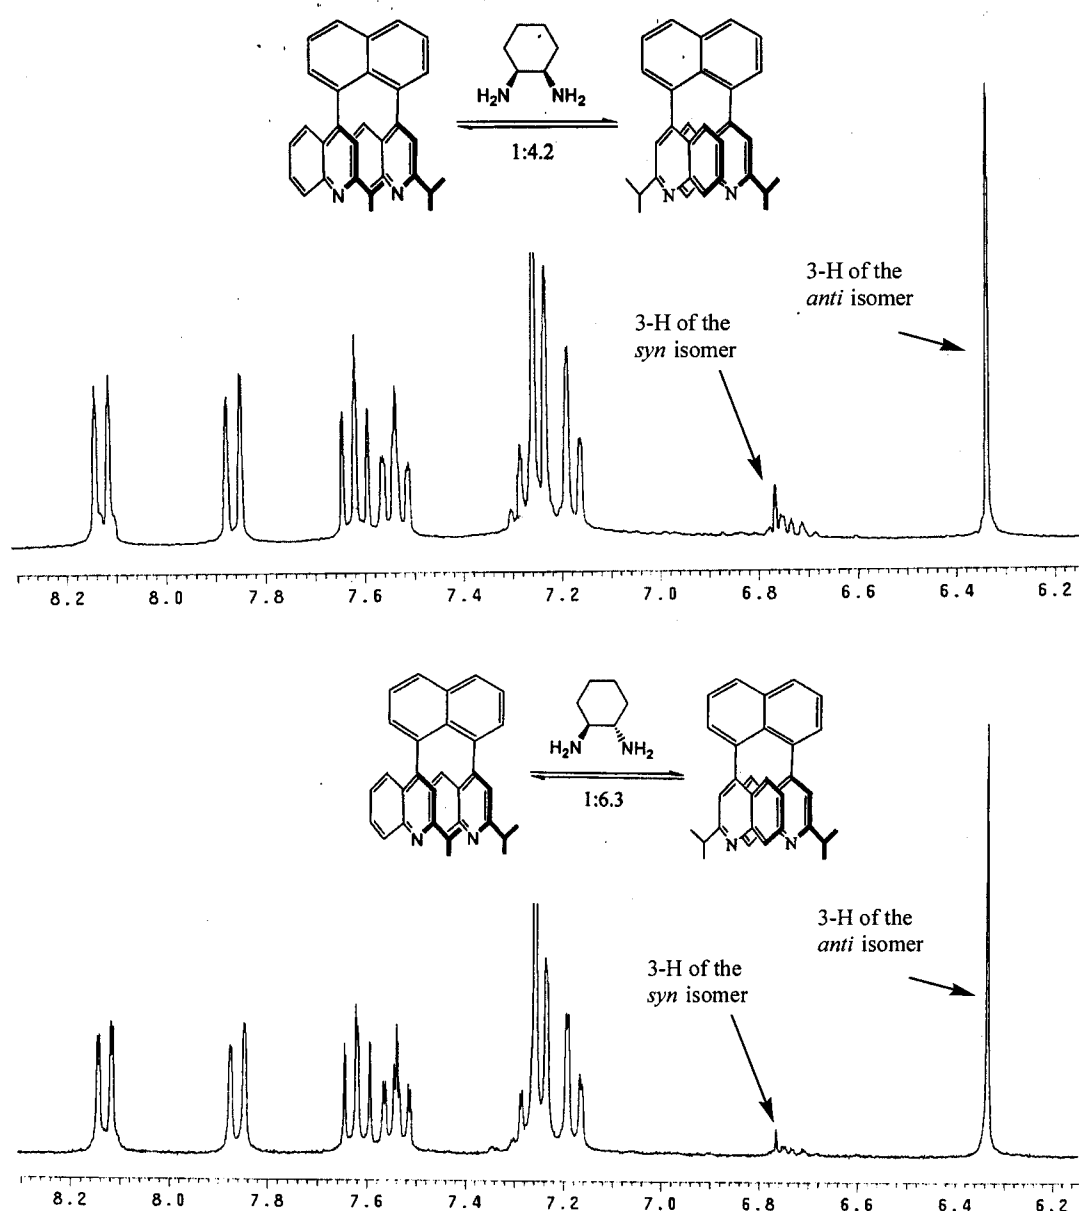 H₂N NH₂
1:4.2
N N N N
3-H of the
anti isomer
3-H of the
syn isomer
8.2 8.0 7.8 7.6 7.4 7.2 7.0 6.8 6.6 6.4 6.2
H₂N NH₂
1:6.3
N N N N
3-H of the
anti isomer
3-H of the
syn isomer
8.2 8.0 7.8 7.6 7.4 7.2 7.0 6.8 6.6 6.4 6.2